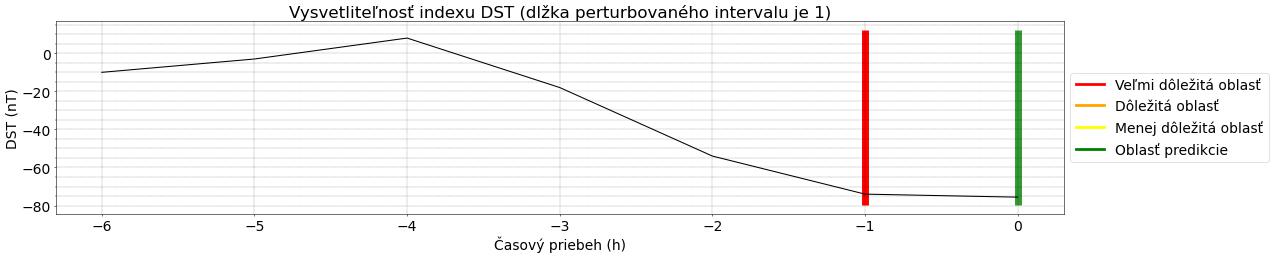 Vysvetliteľnosť indexu DST (dĺžka perturbovaného intervalu je 1)
0
−20
−40
−60
−80
DST (nT)
−6 −5 −4 −3 −2 −1 0
Časový priebeh (h)
Veľmi dôležitá oblasť
Dôležitá oblasť
Menej dôležitá oblasť
Oblasť predikcie